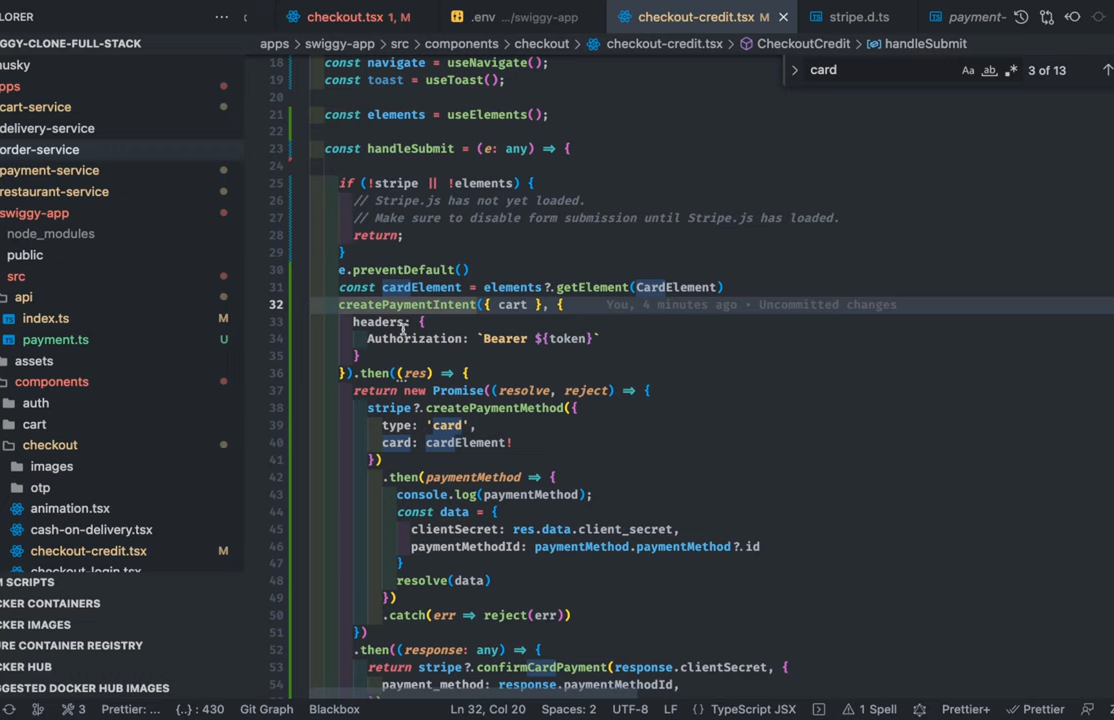 LORER
...
checkout.tsx 1, M
.env .../swiggy-app
checkout-credit.tsx M
stripe.d.ts
payment-
GGY-CLONE-FULL-STACK
apps > swiggy-app > src > components > checkout > checkout-credit.tsx > CheckoutCredit > handleSubmit
card
Aa ab .*
3 of 13
usky
ps
cart-service
delivery-service
order-service
payment-service
restaurant-service
swiggy-app
node_modules
public
src
api
index.ts M
payment.ts U
assets
components
auth
cart
checkout
images
otp
animation.tsx
cash-on-delivery.tsx
checkout-credit.tsx M
checkout-login.tsx
M SCRIPTS
CKER CONTAINERS
CKER IMAGES
URE CONTAINER REGISTRY
CKER HUB
GGESTED DOCKER HUB IMAGES
18 const navigate = useNavigate();
19 const toast = useToast();
20
21 const elements = useElements();
22
23 const handleSubmit = (e: any) => {
24
25 if (!stripe || !elements) {
26 // Stripe.js has not yet loaded.
27 // Make sure to disable form submission until Stripe.js has loaded.
28 return;
29 }
30 e.preventDefault()
31 const cardElement = elements?.getElement(CardElement)
32 createPaymentIntent({ cart }, { You, 4 minutes ago • Uncommitted changes
33 headers: {
34 Authorization: `Bearer ${token}`
35 }
36 }).then((res) => {
37 return new Promise((resolve, reject) => {
38 stripe?.createPaymentMethod({
39 type: 'card',
40 card: cardElement!
41 })
42 .then(paymentMethod => {
43 console.log(paymentMethod);
44 const data = {
45 clientSecret: res.data.client_secret,
46 paymentMethodId: paymentMethod.paymentMethod?.id
47 }
48 resolve(data)
49 })
50 .catch(err => reject(err))
51 })
52 .then((response: any) => {
53 return stripe?.confirmCardPayment(response.clientSecret, {
54 payment_method: response.paymentMethodId,
3 Prettier: ... {..} : 430 Git Graph Blackbox Ln 32, Col 20 Spaces: 2 UTF-8 LF {} TypeScript JSX 1 Spell Prettier+ Prettier